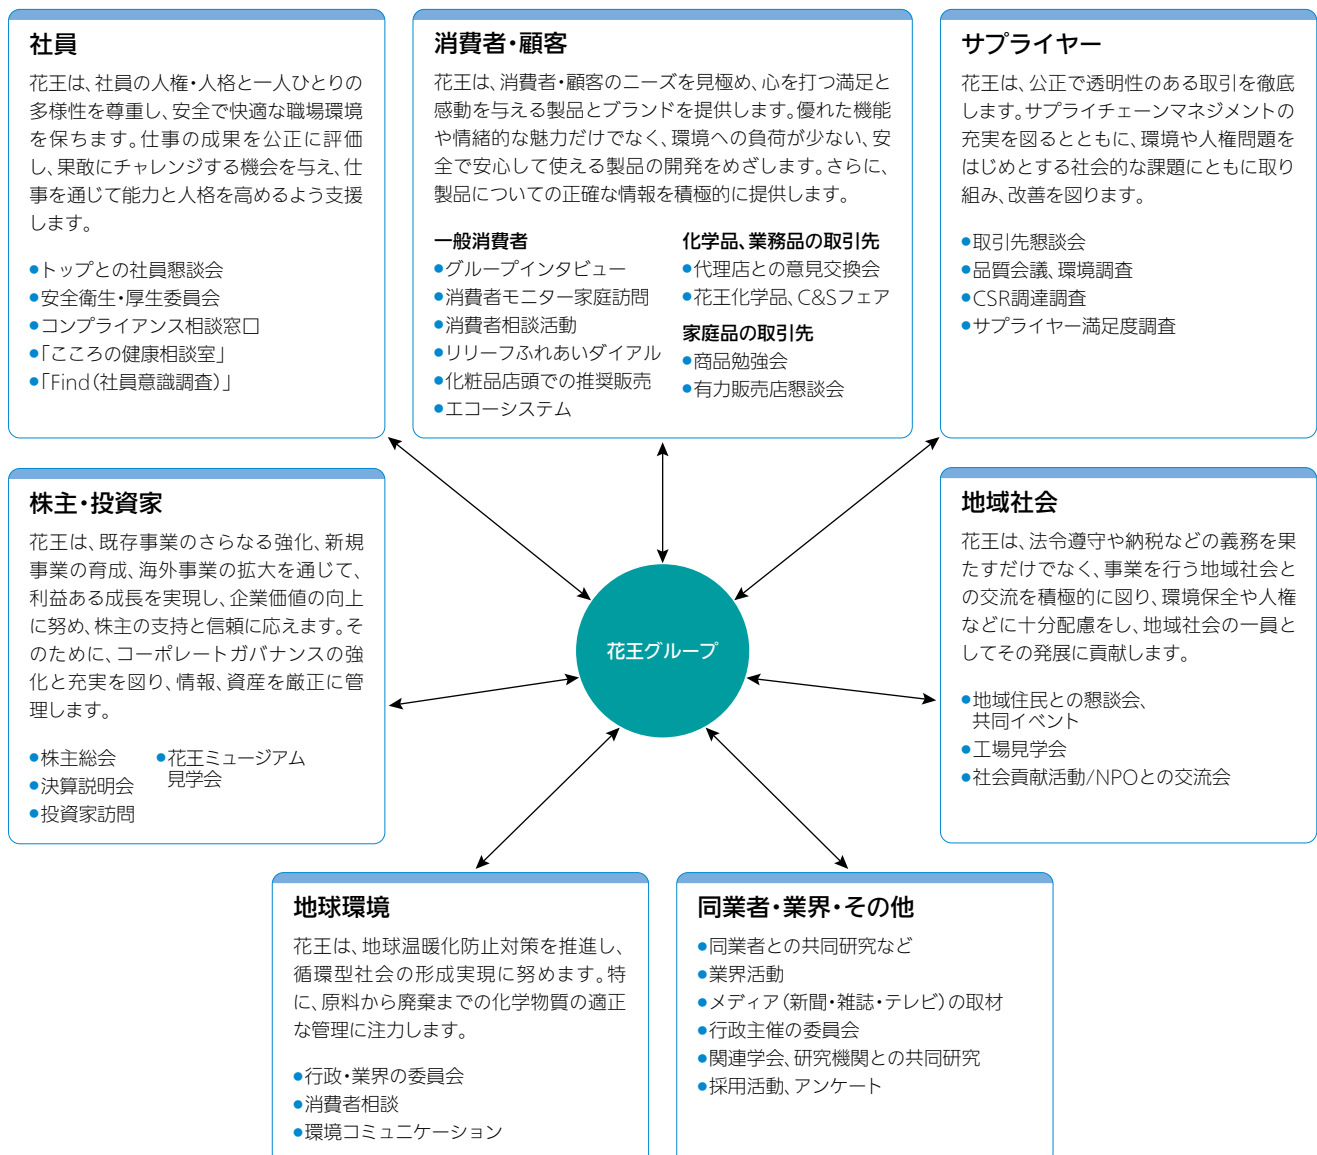 社員
花王は、社員の人権・人格と一人ひとりの
多様性を尊重し、安全で快適な職場環境
を保ちます。仕事の成果を公正に評価
し、果敢にチャレンジする機会を与え、仕
事を通じて能力と人格を高めるよう支援
します。
●トップとの社員懇談会
●安全衛生・厚生委員会
●コンプライアンス相談窓口
●「こころの健康相談室」
●「Find（社員意識調査）」
消費者・顧客
花王は、消費者・顧客のニーズを見極め、心を打つ満足と
感動を与える製品とブランドを提供します。優れた機能
や情緒的な魅力だけでなく、環境への負荷が少ない、安
全で安心して使える製品の開発をめざします。さらに、
製品についての正確な情報を積極的に提供します。
一般消費者
●グループインタビュー
●消費者モニター家庭訪問
●消費者相談活動
●リリーフふれあいダイアル
●化粧品店頭での推奨販売
●エコーシステム
化学品、業務品の取引先
●代理店との意見交換会
●花王化学品、C&Sフェア
家庭品の取引先
●商品勉強会
●有力販売店懇談会
サプライヤー
花王は、公正で透明性のある取引を徹底
します。サプライチェーンマネジメントの
充実を図るとともに、環境や人権問題を
はじめとする社会的な課題にともに取り
組み、改善を図ります。
●取引先懇談会
●品質会議、環境調査
●CSR調達調査
●サプライヤー満足度調査
株主・投資家
花王は、既存事業のさらなる強化、新規
事業の育成、海外事業の拡大を通じて、
利益ある成長を実現し、企業価値の向上
に努め、株主の支持と信頼に応えます。そ
のために、コーポレートガバナンスの強
化と充実を図り、情報、資産を厳正に管
理します。
●株主総会
●決算説明会
●投資家訪問
●花王ミュージアム
見学会
花王グループ
地域社会
花王は、法令遵守や納税などの義務を果
たすだけでなく、事業を行う地域社会と
の交流を積極的に図り、環境保全や人権
などに十分配慮をし、地域社会の一員と
してその発展に貢献します。
●地域住民との懇談会、
共同イベント
●工場見学会
●社会貢献活動/NPOとの交流会
地球環境
花王は、地球温暖化防止対策を推進し、
循環型社会の形成実現に努めます。特
に、原料から廃棄までの化学物質の適正
な管理に注力します。
●行政・業界の委員会
●消費者相談
●環境コミュニケーション
同業者・業界・その他
●同業者との共同研究など
●業界活動
●メディア（新聞・雑誌・テレビ）の取材
●行政主催の委員会
●関連学会、研究機関との共同研究
●採用活動、アンケート